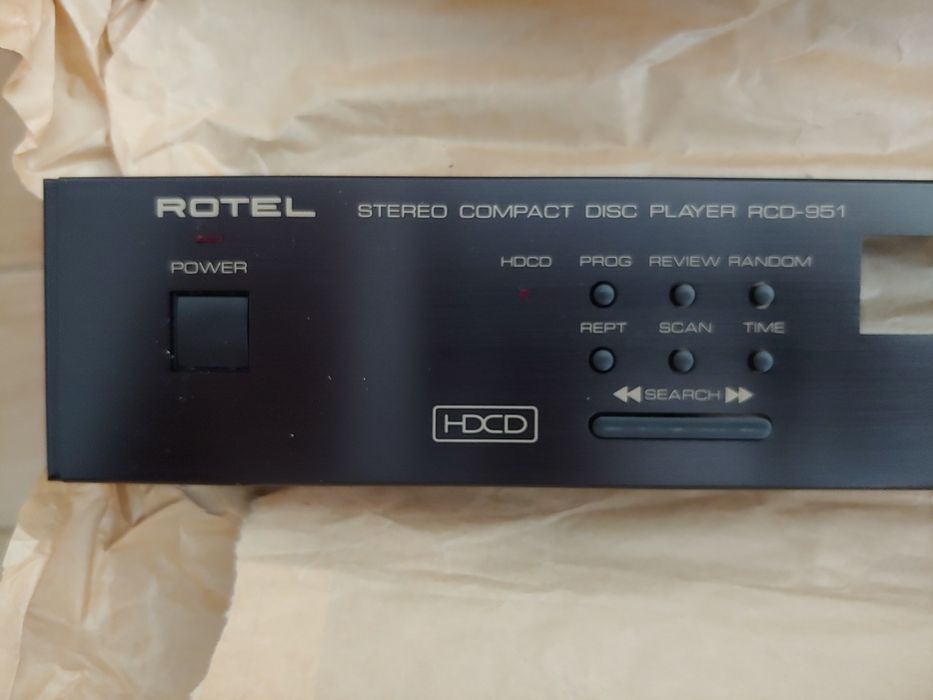 ROTEL STEREO COMPACT DISC PLAYER RCD-951
POWER
HDCD PROG REVIEW RANDOM
REPT SCAN TIME
SEARCH
HDCD